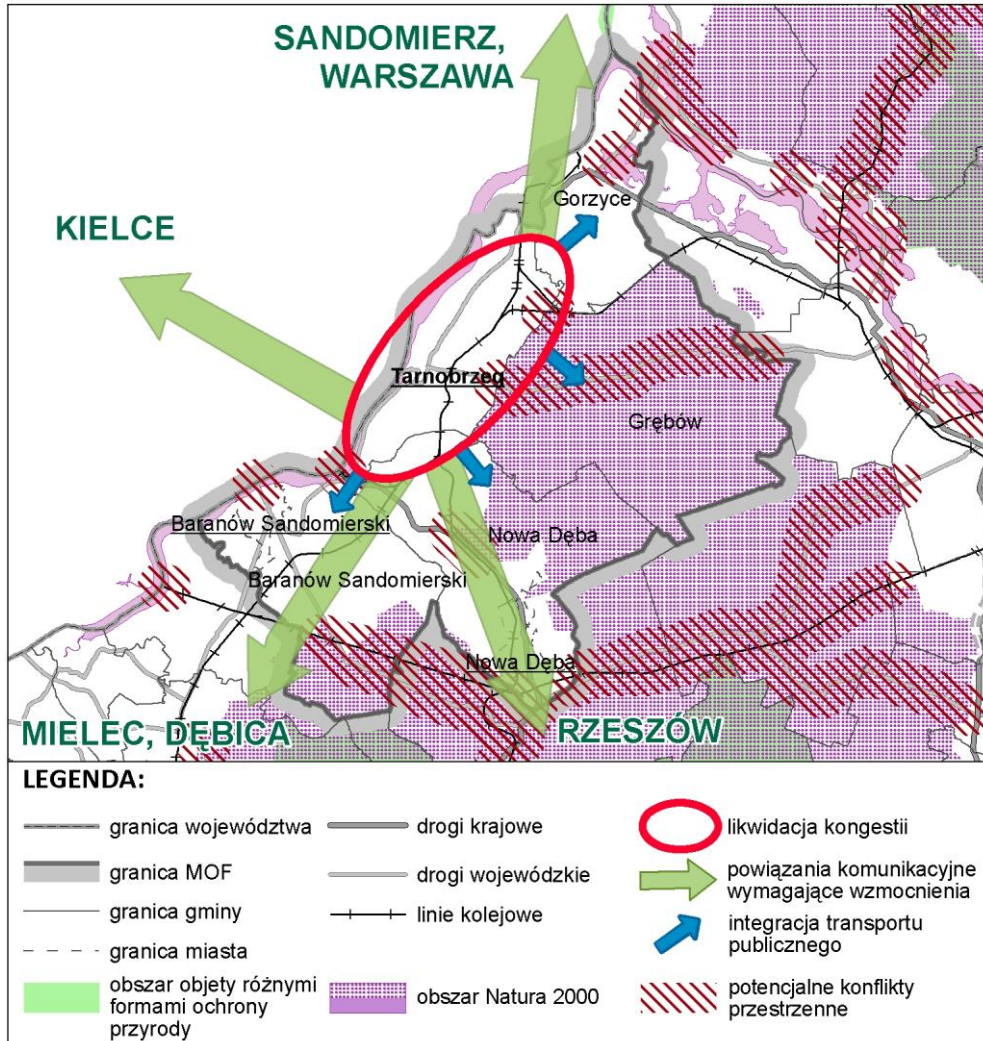 SANDOMIERZ,
WARSZAWA
KIELCE
Gorzyce
Tarnobrzeg
Grębów
Baranów Sandomierski
Nowa Dęba
Baranów Sandomierski
Nowa Dęba
MIELEC, DĘBICA
RZESZÓW
LEGENDA:
granica województwa
granica MOF
granica gminy
granica miasta
obszar objety różnymi
formami ochrony
przyrody
drogi krajowe
drogi wojewódzkie
linie kolejowe
obszar Natura 2000
likwidacja kongestii
powiązania komunikacyjne
wymagające wzmocnienia
integracja transportu
publicznego
potencjalne konflikty
przestrzenne